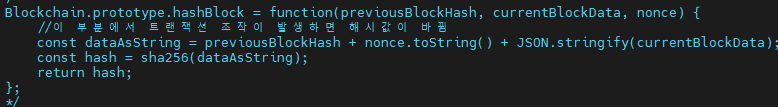 Blockchain.prototype.hashBlock = function(previousBlockHash, currentBlockData, nonce) {
//이 부분에서 트랜잭션 조작이 발생하면 해시값이 바뀜
const dataAsString = previousBlockHash + nonce.toString() + JSON.stringify(currentBlockData);
const hash = sha256(dataAsString);
return hash;
};
*/